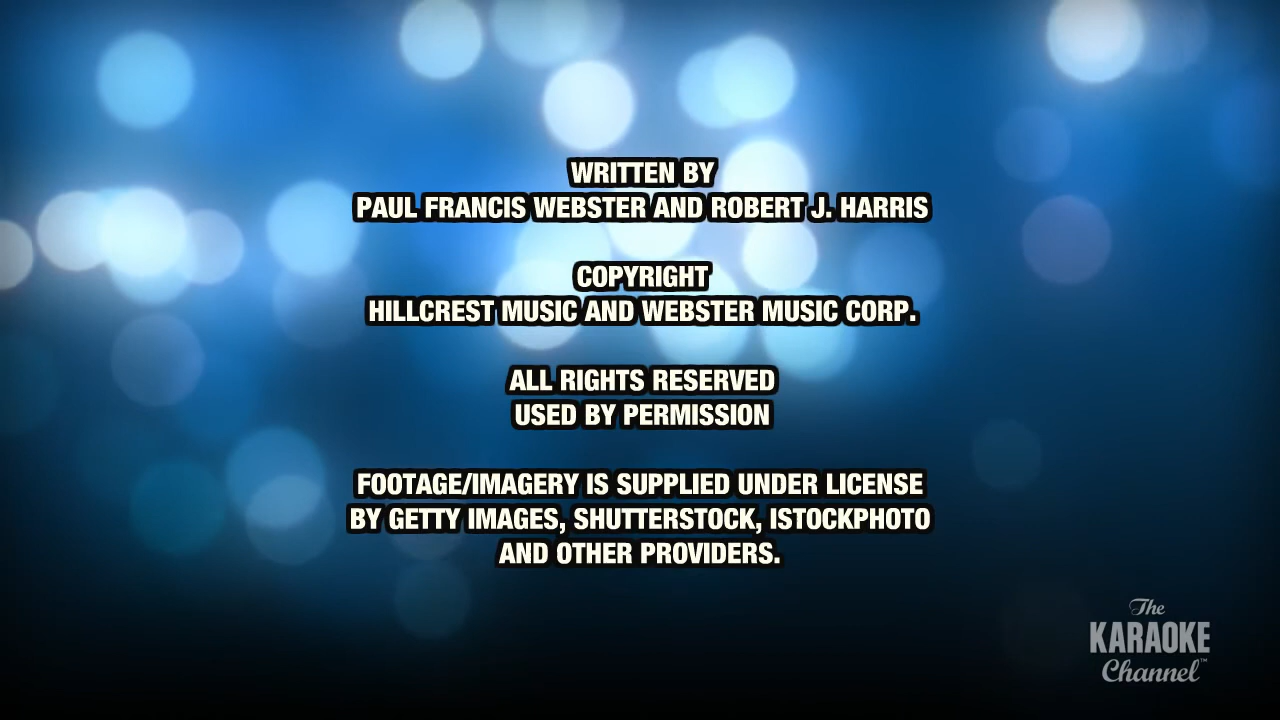 WRITTEN BY
PAUL FRANCIS WEBSTER AND ROBERT J. HARRIS
COPYRIGHT
HILLCREST MUSIC AND WEBSTER MUSIC CORP.
ALL RIGHTS RESERVED
USED BY PERMISSION
FOOTAGE/IMAGERY IS SUPPLIED UNDER LICENSE
BY GETTY IMAGES, SHUTTERSTOCK, ISTOCKPHOTO
AND OTHER PROVIDERS.
The
KARAOKE
Channel™